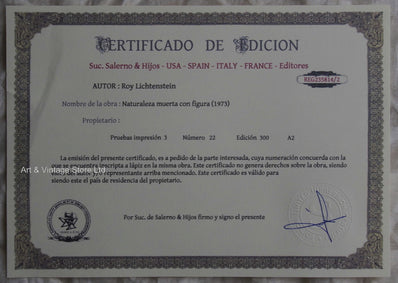 CERTIFICADO DE EDICION
Suc. Salerno & Hijos - USA - SPAIN - ITALY - FRANCE - Editores
REG235814/2
AUTOR : Roy Lichtenstein
Nombre de la obra : Naturaleza muerta con figura (1973)
Propietario :
Pruebas impresión 3 Número 22 Edición 300 A2
La emisión del presente certificado, es a pedido de la parte interesada, cuya numeración concuerda con la
que se encuentra inscripta a lápiz en la misma obra. Este certificado no genera derechos sobre la obra, siendo
Art & Vintage Store Ltd.
representante arriba mencionado. Este certificado es válido para
siendo este el país de residencia del propietario.
Por Suc. de Salerno & Hijos firmo y signo el presente